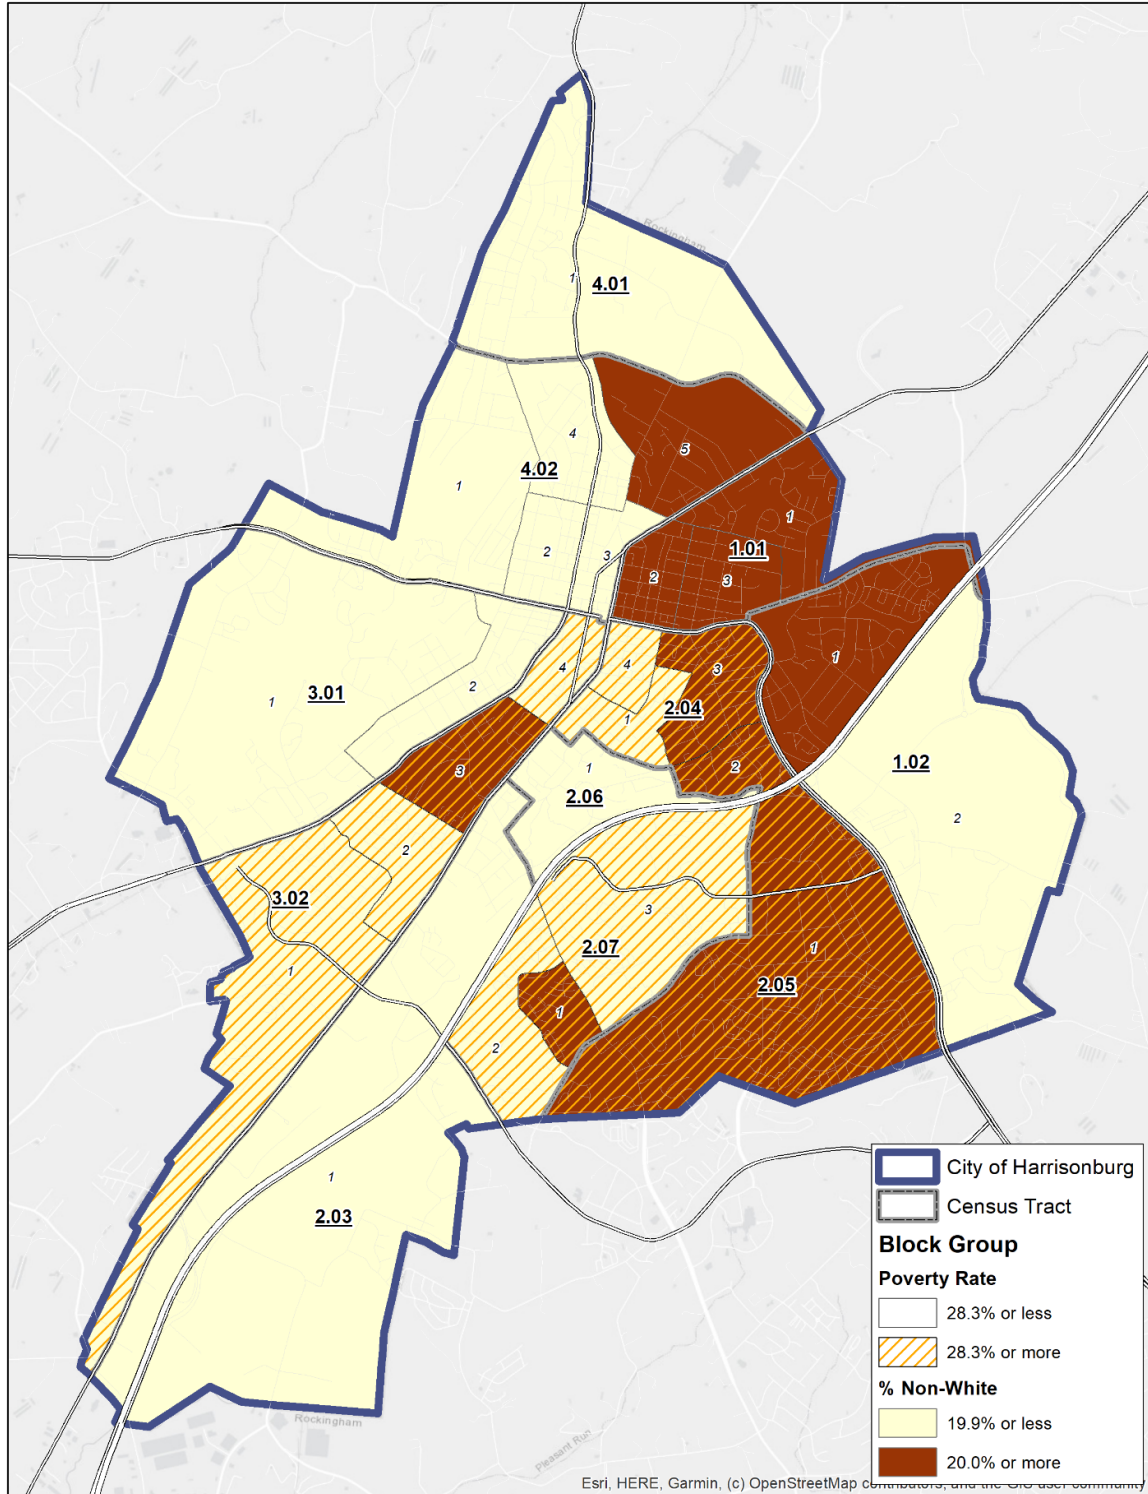 Rockingham
1
4.01
4
5
4.02
1
1
2
3
1.01
2
3
4
4
3
1
2
1
3.01
2.04
1
3
1
2
1.02
2.06
2
2
3.02
3
2.07
1
1
2.05
1
2
1
2.03
City of Harrisonburg
Census Tract
Block Group
Poverty Rate
28.3% or less
28.3% or more
% Non-White
19.9% or less
20.0% or more
Rockingham
Pleasant Run
Esri, HERE, Garmin, (c) OpenStreetMap contributors, and the GIS user community